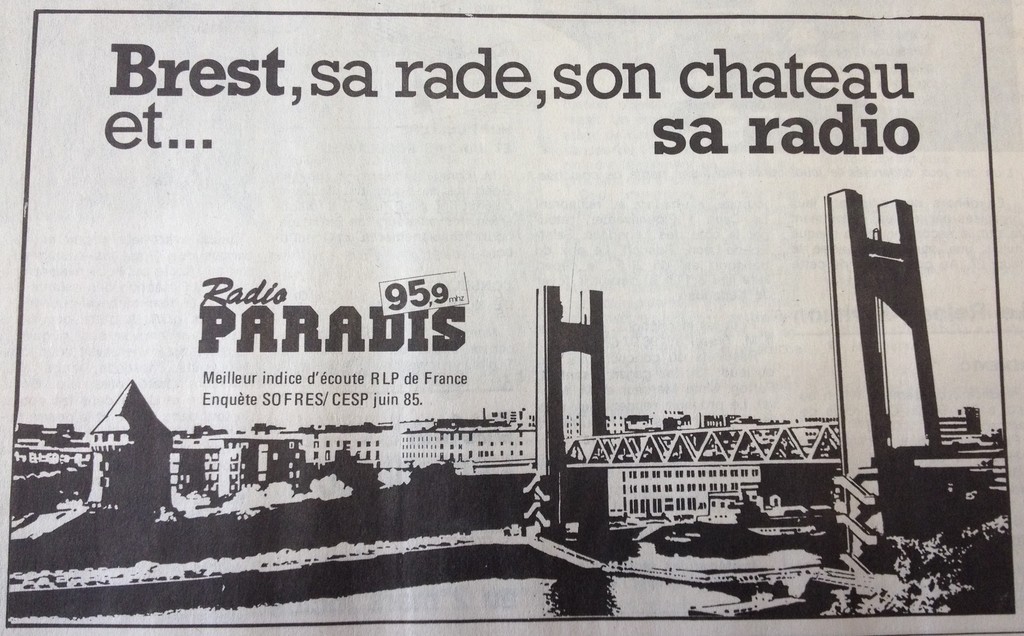 Brest, sa rade, son chateau
et... sa radio
Radio 95,9 mhz
PARADIS
Meilleur indice d'écoute RLP de France
Enquète SOFRES/CESP juin 85.